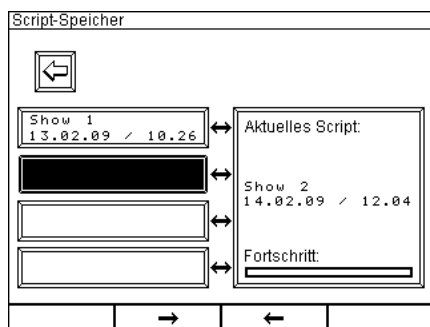 Script-Speicher
Show 1
13.02.09 / 10.26
Aktuelles Script:
Show 2
14.02.09 / 12.04
Fortschritt: